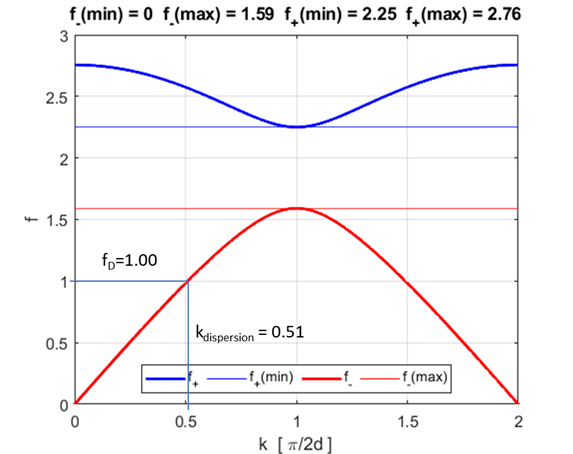 f_(min) = 0 f_(max) = 1.59 f+(min) = 2.25 f+(max) = 2.76
3
2.5
2
1.5
1
0.5
0
f
fD=1.00
kdispersion = 0.51
f+ f+(min) f- f-(max)
0 0.5 1 1.5 2
k [ π/2d ]